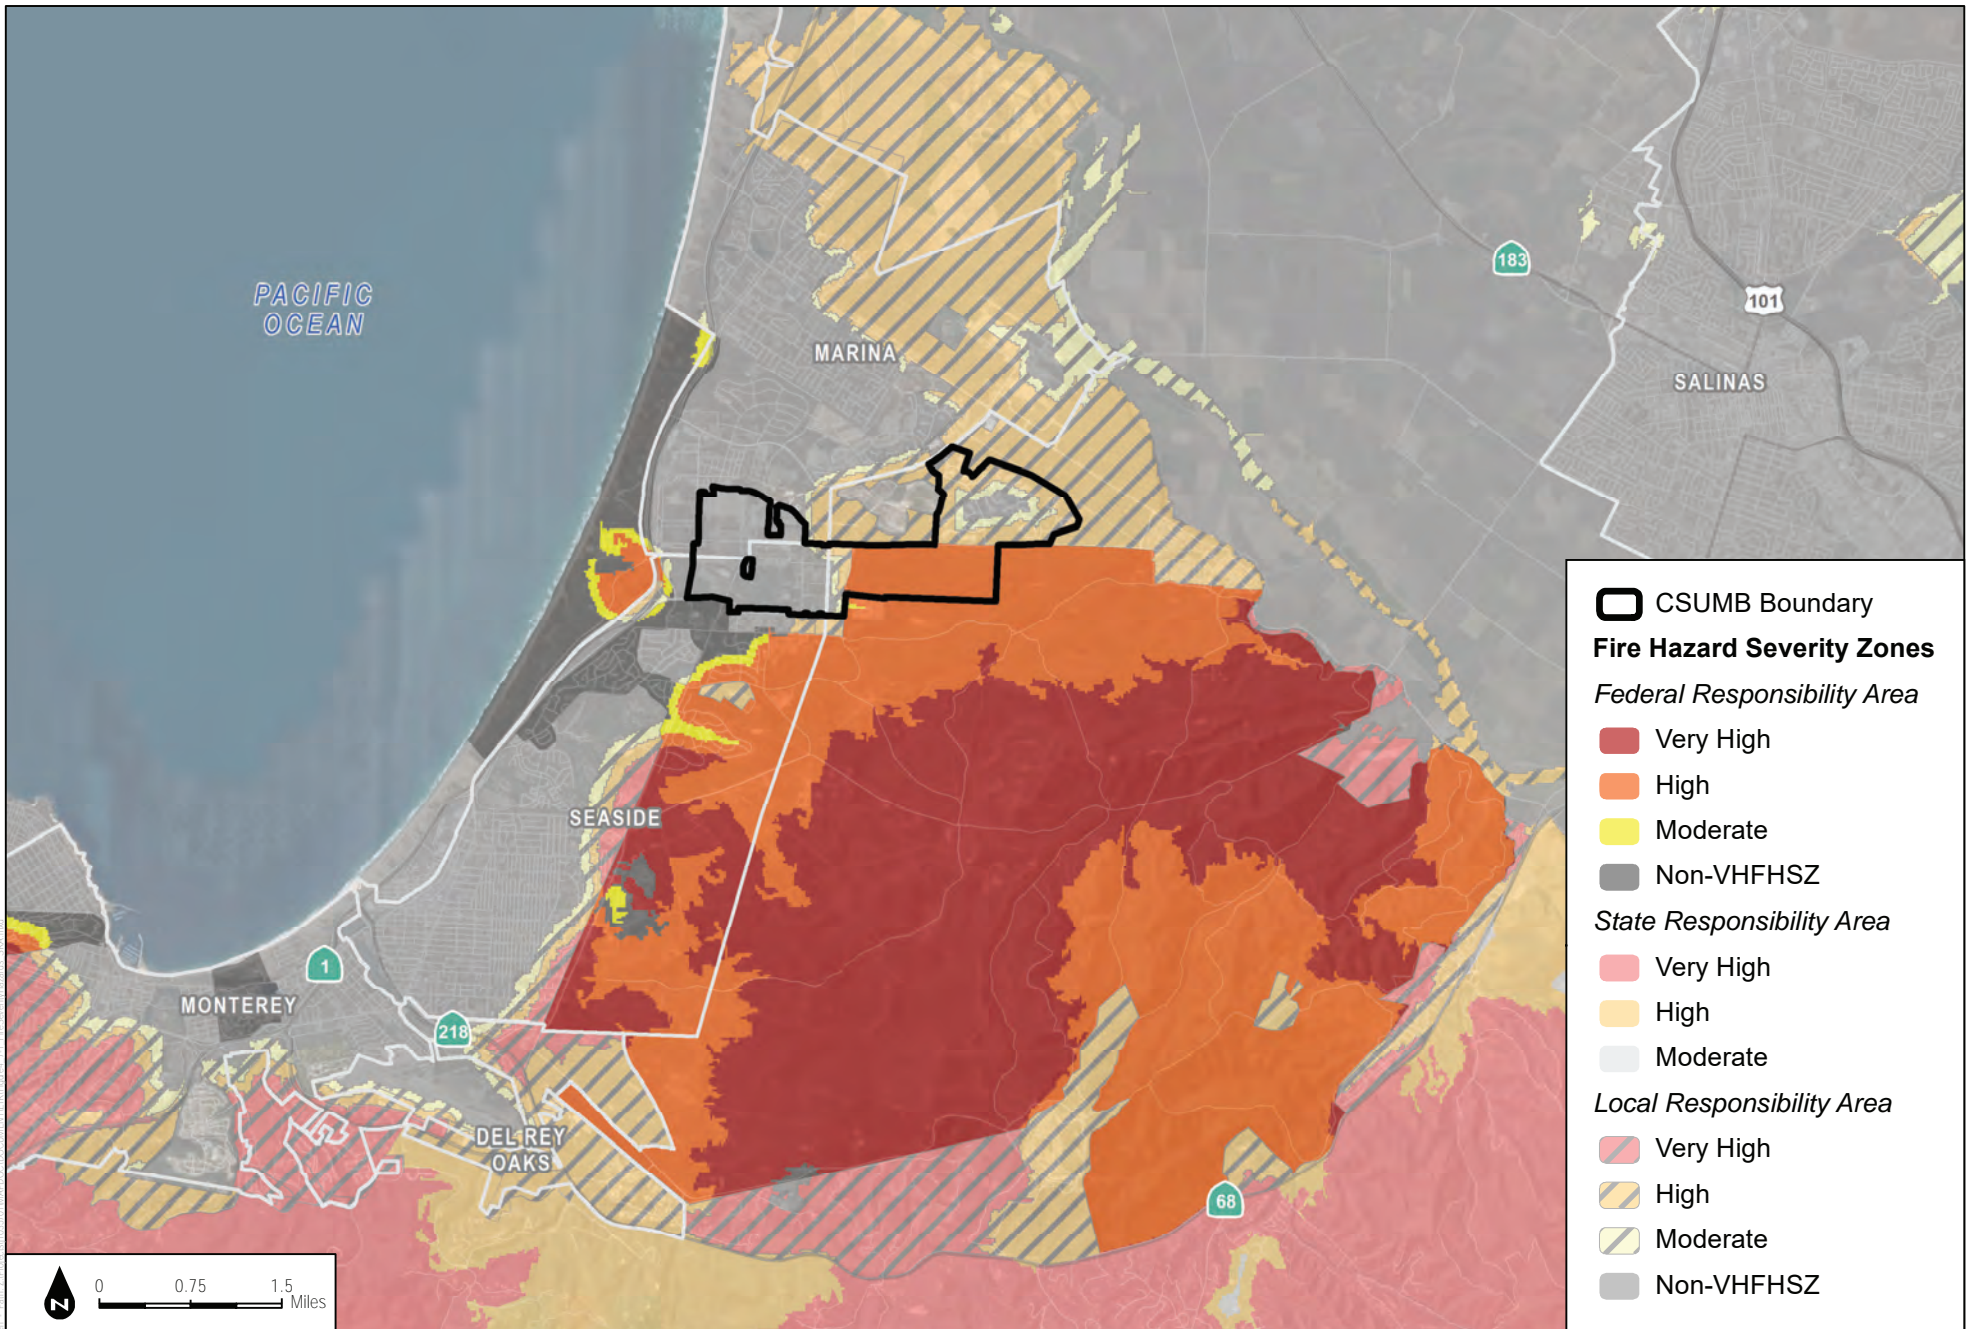 PACIFIC
OCEAN
183
101
MARINA
SALINAS
SEASIDE
1
MONTEREY
218
DEL REY
OAKS
68
CSUMB Boundary
Fire Hazard Severity Zones
Federal Responsibility Area
Very High
High
Moderate
Non-VHFHSZ
State Responsibility Area
Very High
High
Moderate
Local Responsibility Area
Very High
High
Moderate
Non-VHFHSZ
N
0 0.75 1.5
Miles